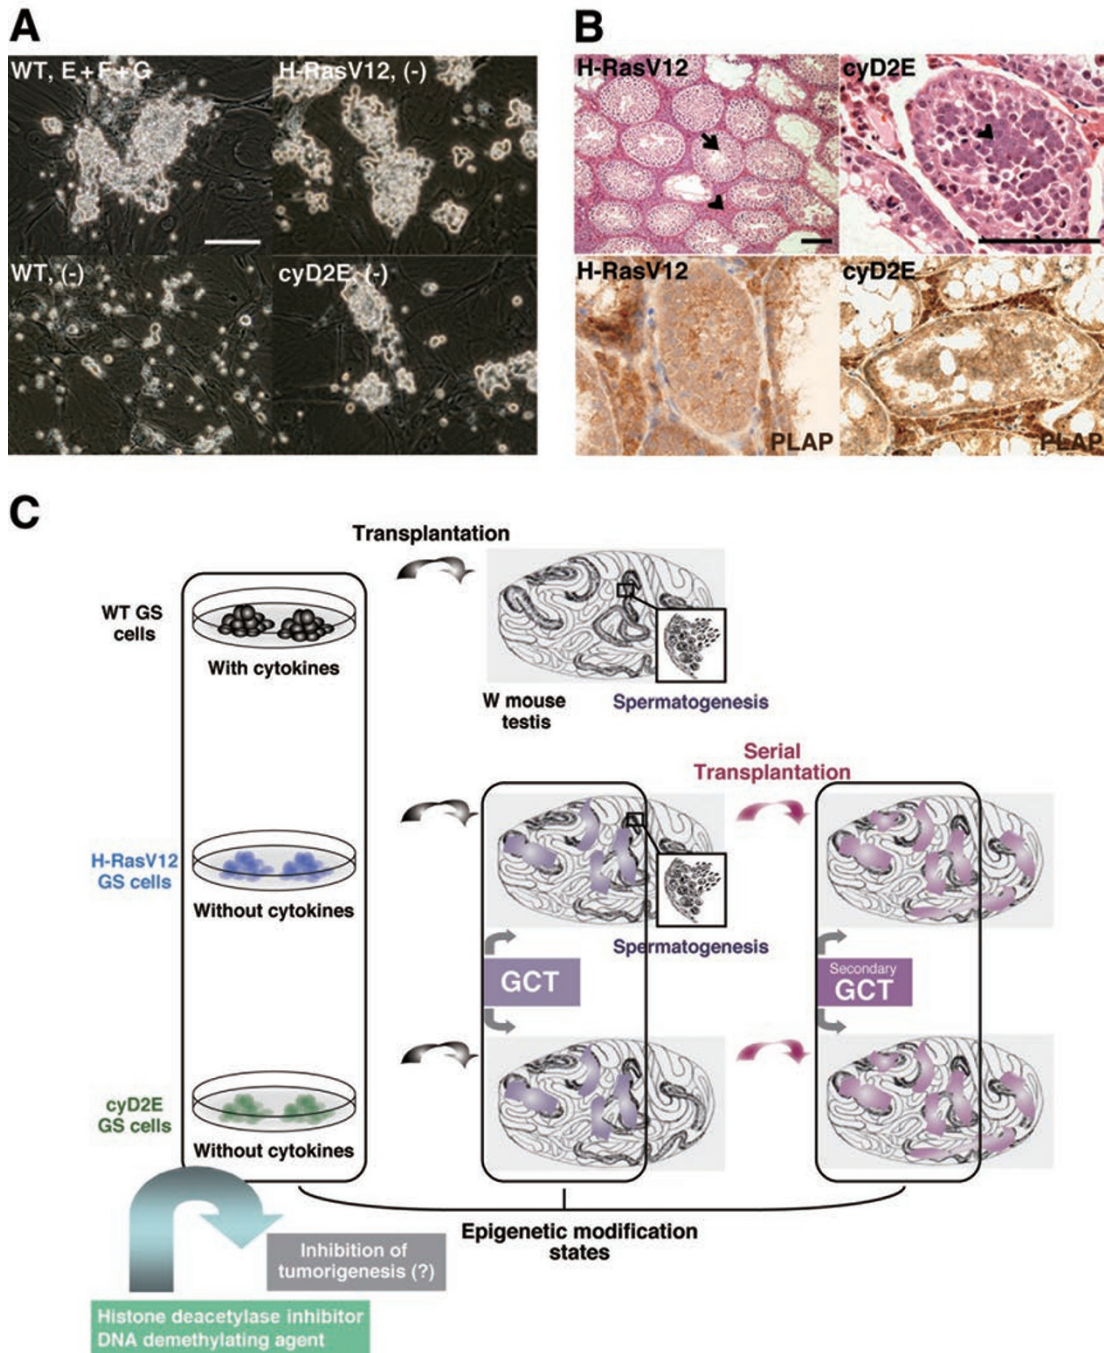 A
WT, E+F+G
H-RasV12, (-)
WT, (-)
cyD2E, (-)
B
H-RasV12
cyD2E
H-RasV12
cyD2E
PLAP
PLAP
C
Transplantation
WT GS
cells
With cytokines
W mouse
testis
Spermatogenesis
Serial
Transplantation
H-RasV12
GS cells
Without cytokines
Spermatogenesis
GCT
Secondary
GCT
cyD2E
GS cells
Without cytokines
Epigenetic modification
states
Inhibition of
tumorigenesis (?)
Histone deacetylase inhibitor
DNA demethylating agent